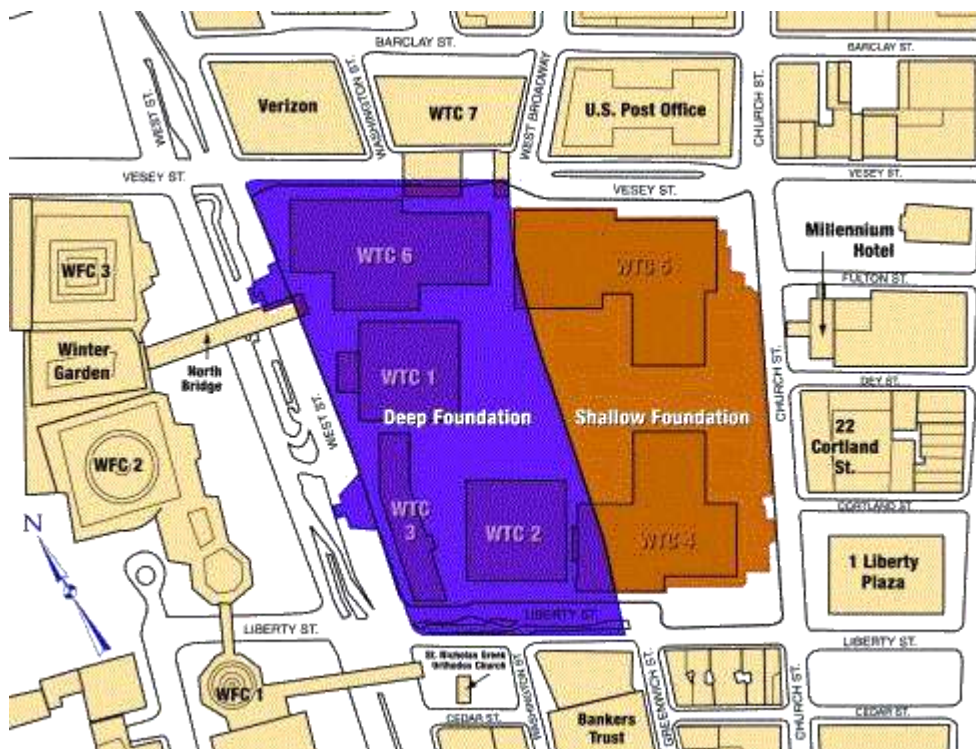 BARCLAY ST.
BARCLAY ST.
WEST ST.
Verizon
WASHINGTON ST.
WTC 7
WEST BROADWAY
U.S. Post Office
CHURCH ST.
VESEY ST.
VESEY ST.
VESEY ST.
WFC 3
WTC 6
WTC 5
Millennium
Hotel
FULTON ST.
Winter
Garden
North
Bridge
WTC 1
DEY ST.
WEST ST.
CHURCH ST.
Deep Foundation
Shallow Foundation
22
Cortland
St.
WFC 2
WTC
3
WTC 2
WTC 4
CORTLAND ST.
N
1 Liberty
Plaza
LIBERTY ST.
LIBERTY ST.
LIBERTY ST.
St. Nicholas Greek
Orthodox Church
WFC 1
WASHINGTON ST.
GREENWICH ST.
CHURCH ST.
CEDAR ST.
CEDAR ST.
Bankers
Trust